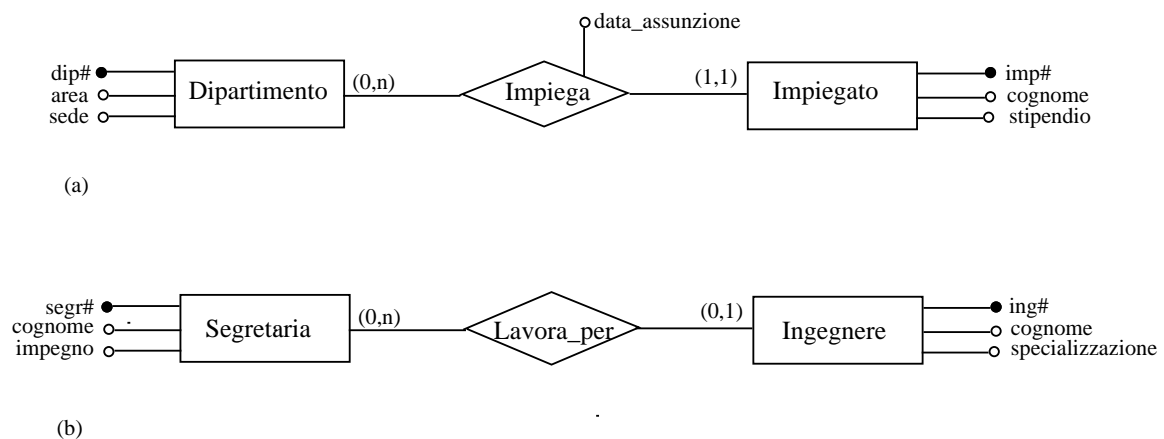 data_assunzione
dip#
area
sede
Dipartimento
(0,n)
Impiega
(1,1)
Impiegato
imp#
cognome
stipendio
(a)
segr#
cognome
impegno
Segretaria
(0,n)
Lavora_per
(0,1)
Ingegnere
ing#
cognome
specializzazione
(b)